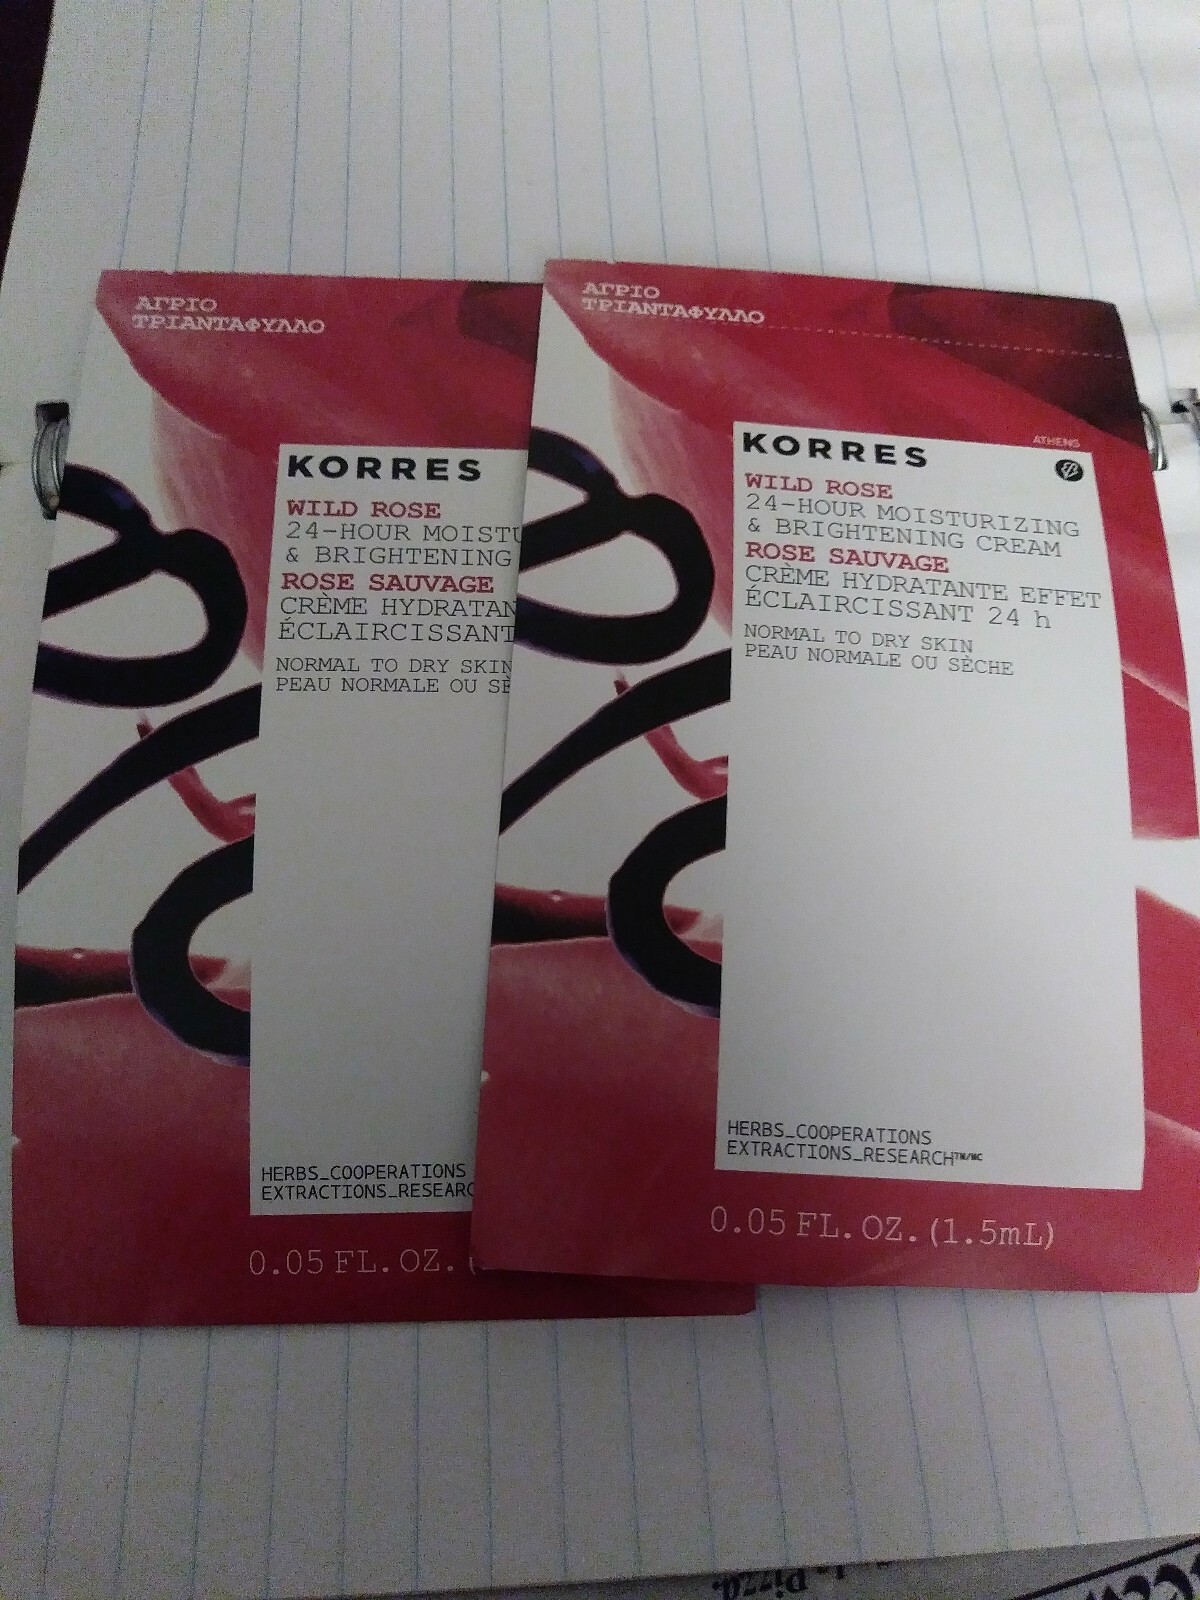 ΑΓΡΙΟ
ΤΡΙΑΝΤΑΦΥΛΛΟ
KORRES
WILD ROSE
24-HOUR MOISTU
& BRIGHTENING
ROSE SAUVAGE
CRÈME HYDRATAN
ÉCLAIRCISSANT
NORMAL TO DRY SKIN
PEAU NORMALE OU SÈ
HERBS_COOPERATIONS
EXTRACTIONS_RESEARC
0.05 FL. OZ. (
ΑΓΡΙΟ
ΤΡΙΑΝΤΑΦΥΛΛΟ
ATHENS
KORRES
WILD ROSE
24-HOUR MOISTURIZING
& BRIGHTENING CREAM
ROSE SAUVAGE
CRÈME HYDRATANTE EFFET
ÉCLAIRCISSANT 24 h
NORMAL TO DRY SKIN
PEAU NORMALE OU SÈCHE
HERBS_COOPERATIONS
EXTRACTIONS_RESEARCH™/MC
0.05 FL. OZ. (1.5mL)
Pizza.